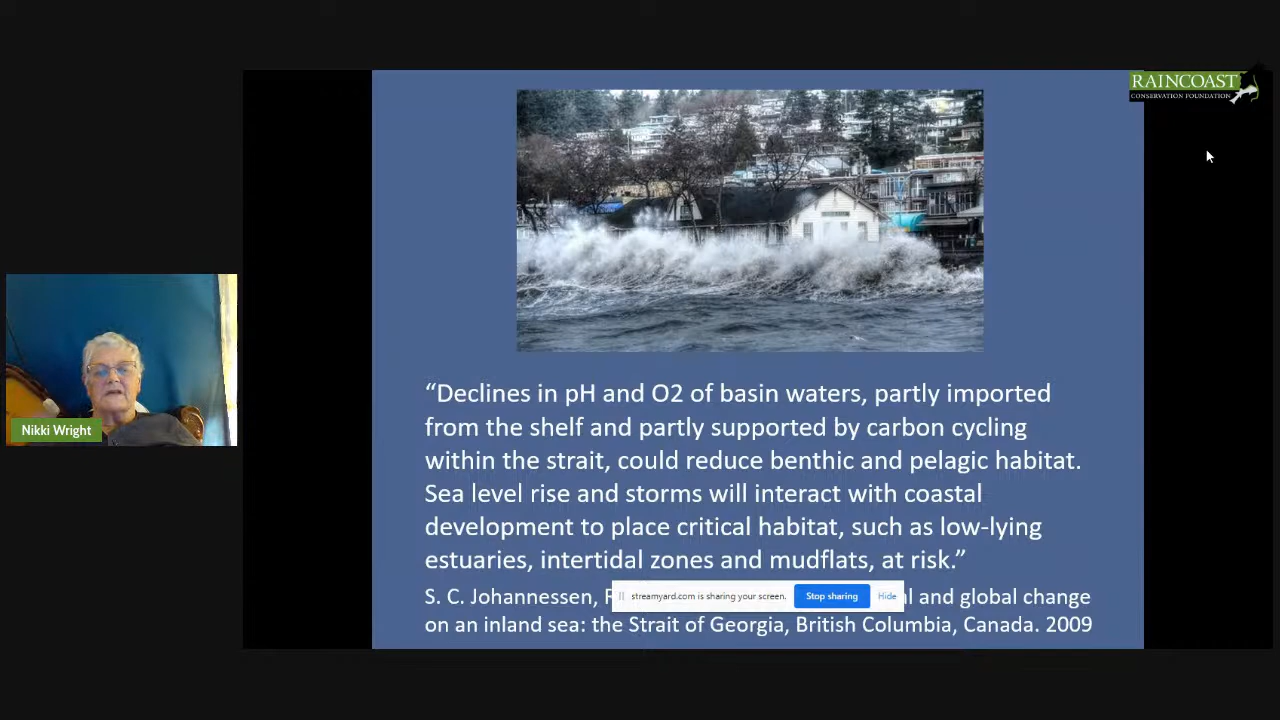 RAINCOAST
CONSERVATION FOUNDATION
Nikki Wright
“Declines in pH and O2 of basin waters, partly imported
from the shelf and partly supported by carbon cycling
within the strait, could reduce benthic and pelagic habitat.
Sea level rise and storms will interact with coastal
development to place critical habitat, such as low-lying
estuaries, intertidal zones and mudflats, at risk.”
S. C. Johannessen, and global change
streamyard.com is sharing your screen. Stop sharing Hide
on an inland sea: the Strait of Georgia, British Columbia, Canada. 2009